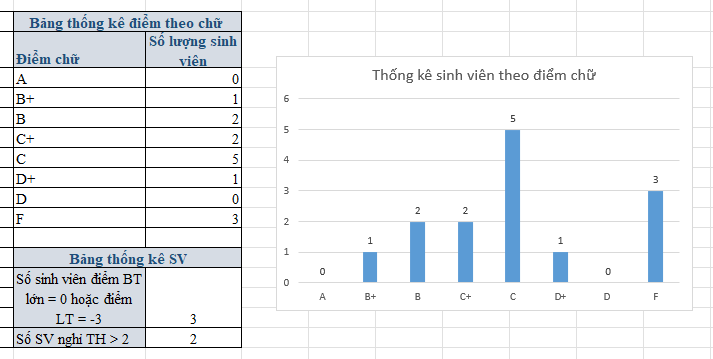 Bảng thống kê điểm theo chữ
Điểm chữ Số lượng sinh viên
A 0
B+ 1
B 2
C+ 2
C 5
D+ 1
D 0
F 3
Bảng thống kê SV
Số sinh viên điểm BT
lớn = 0 hoặc điểm
LT = -3 3
Số SV nghỉ TH > 2 2
Thống kê sinh viên theo điểm chữ
6
5
4
3
2
1
0
0 1 2 2 5 1 0 3
A B+ B C+ C D+ D F